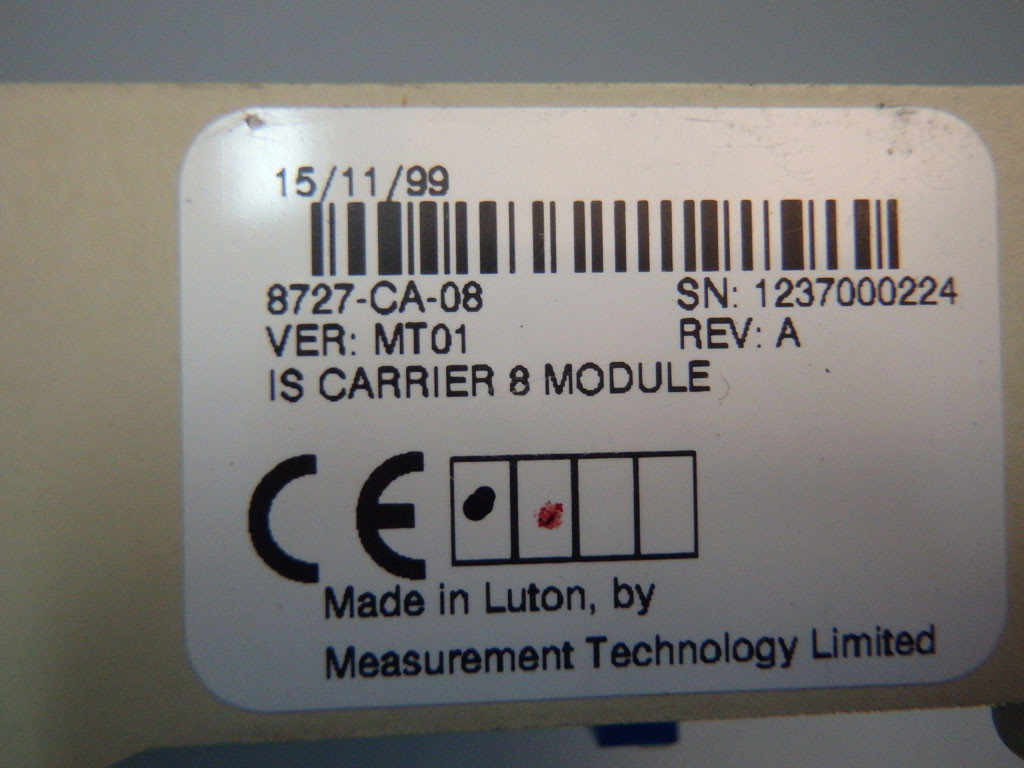 15/11/99
8727-CA-08 SN: 1237000224
VER: MT01 REV: A
IS CARRIER 8 MODULE
CE
Made in Luton, by
Measurement Technology Limited